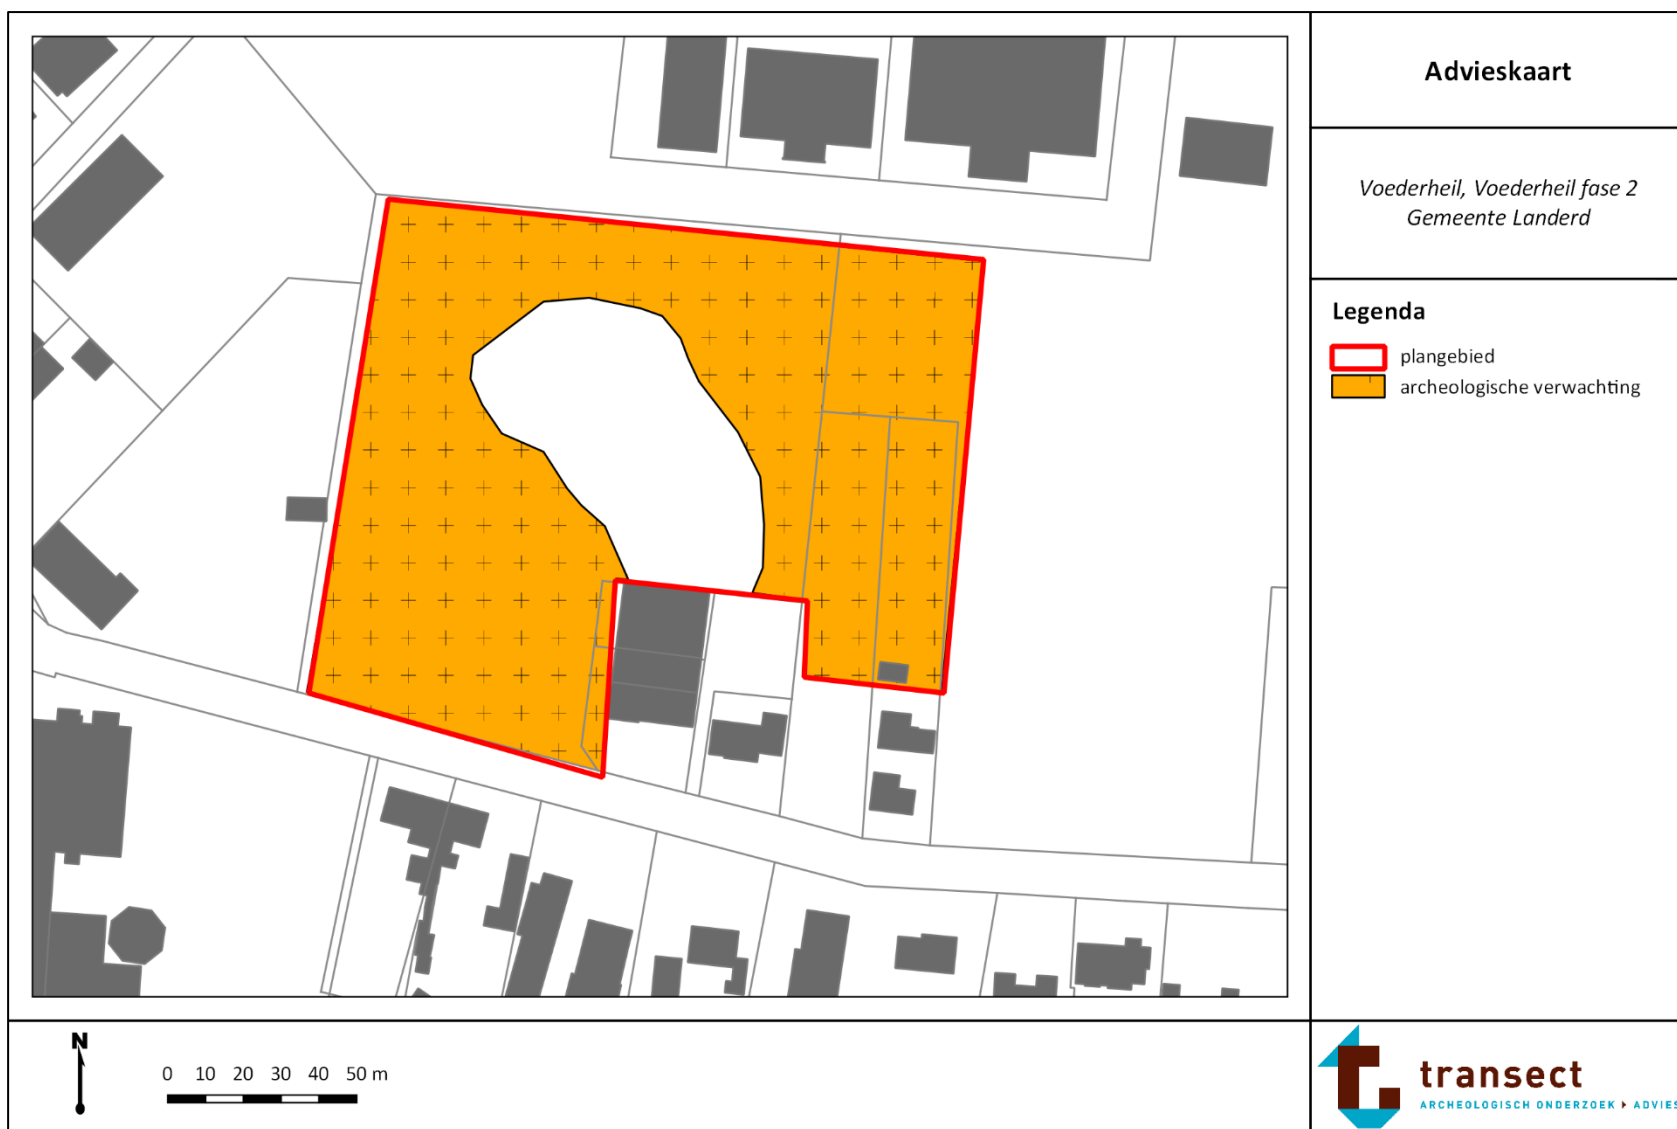 Advieskaart
Voederheil, Voederheil fase 2
Gemeente Landerd
Legenda
plangebied
archeologische verwachting
N
0 10 20 30 40 50 m
transect
ARCHEOLOGISCH ONDERZOEK ▸ ADVIES